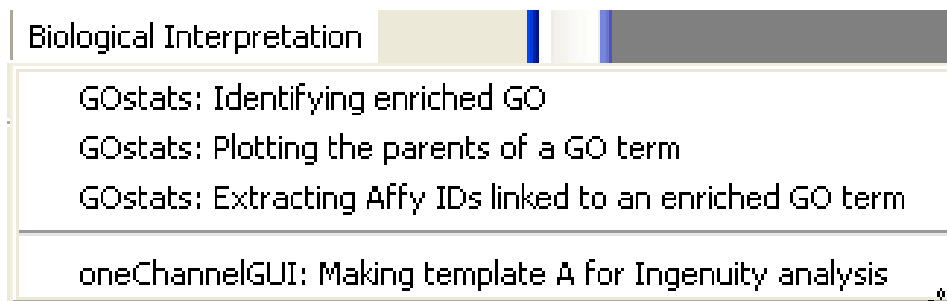 Biological Interpretation
GOstats: Identifying enriched GO
GOstats: Plotting the parents of a GO term
GOstats: Extracting Affy IDs linked to an enriched GO term
oneChannelGUI: Making template A for Ingenuity analysis